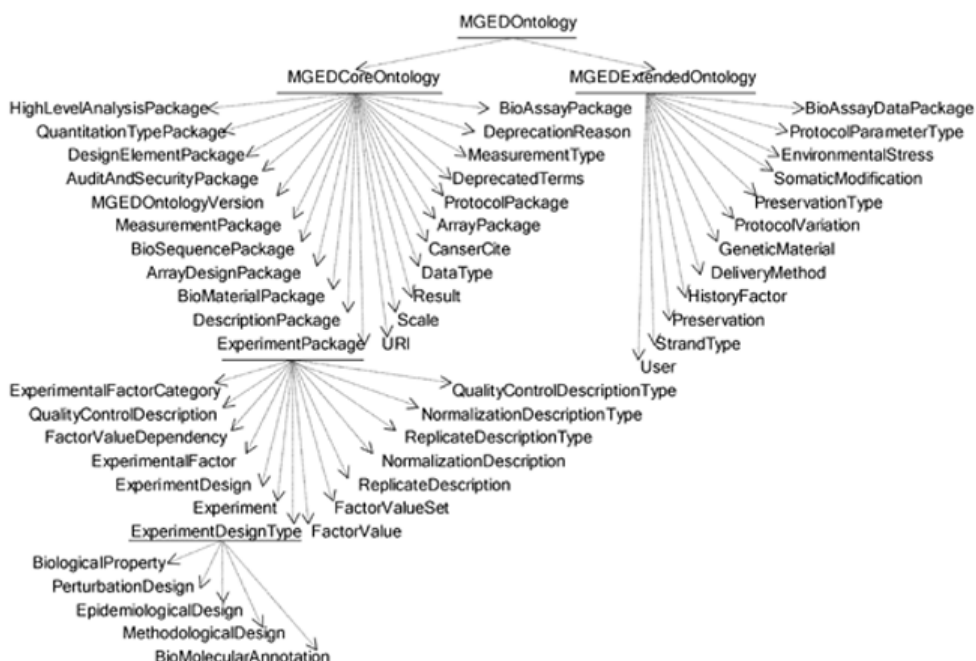 MGEDOntology
MGEDCoreOntology MGEDExtendedOntology
HighLevelAnalysisPackage BioAssayPackage BioAssayDataPackage
QuantitationTypePackage DeprecationReason ProtocolParameterType
DesignElementPackage MeasurementType EnvironmentalStress
AuditAndSecurityPackage DeprecatedTerms SomaticModification
MGEDOntologyVersion ProtocolPackage PreservationType
MeasurementPackage ArrayPackage ProtocolVariation
BioSequencePackage CanserCite GeneticMaterial
ArrayDesignPackage DataType DeliveryMethod
BioMaterialPackage Result HistoryFactor
DescriptionPackage Scale Preservation
ExperimentPackage URI StrandType
User
ExperimentalFactorCategory QualityControlDescriptionType
QualityControlDescription NormalizationDescriptionType
FactorValueDependency ReplicateDescriptionType
ExperimentalFactor NormalizationDescription
ExperimentDesign ReplicateDescription
Experiment FactorValueSet
ExperimentDesignType FactorValue
BiologicalProperty
PerturbationDesign
EpidemiologicalDesign
MethodologicalDesign
BioMolecularAnnotation